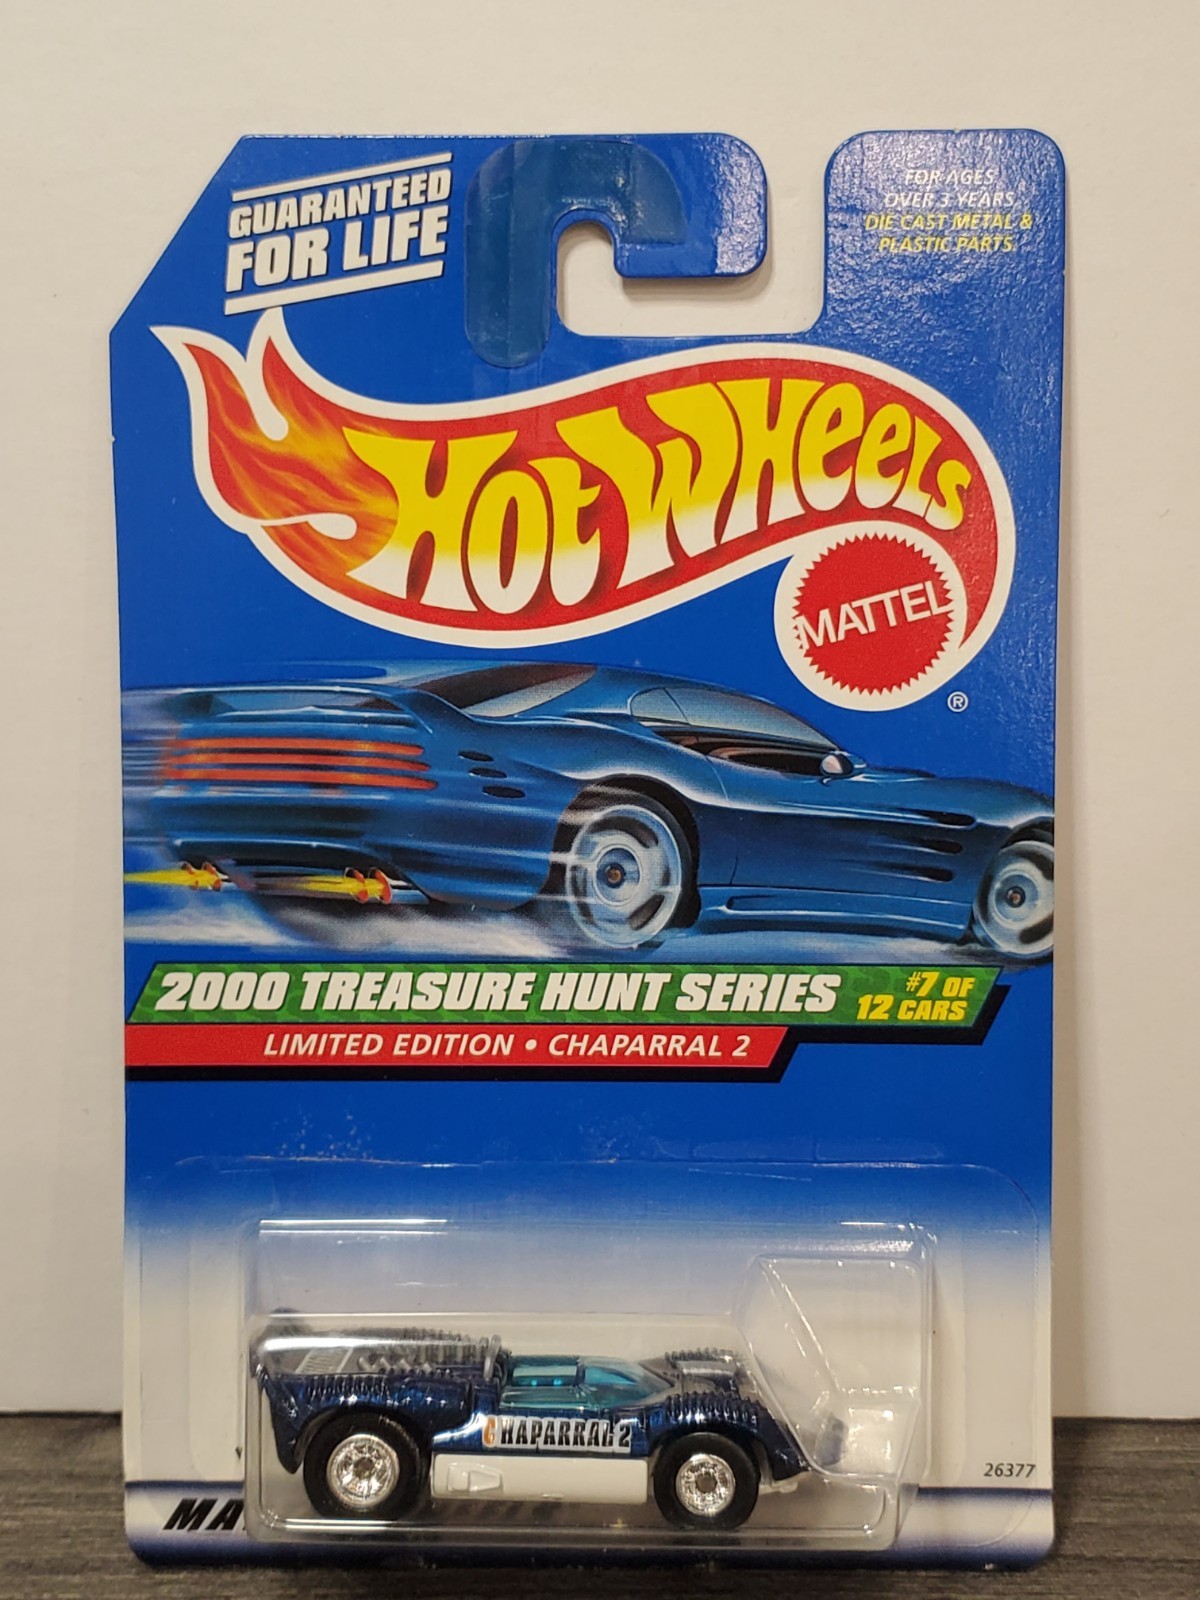 GUARANTEED
FOR LIFE
FOR AGES
OVER 3 YEARS
DIE CAST METAL &
PLASTIC PARTS
HOT WHEELS
MATTEL
®
2000 TREASURE HUNT SERIES
#7 OF
12 CARS
LIMITED EDITION • CHAPARRAL 2
CHAPARRAL 2
26377
MA